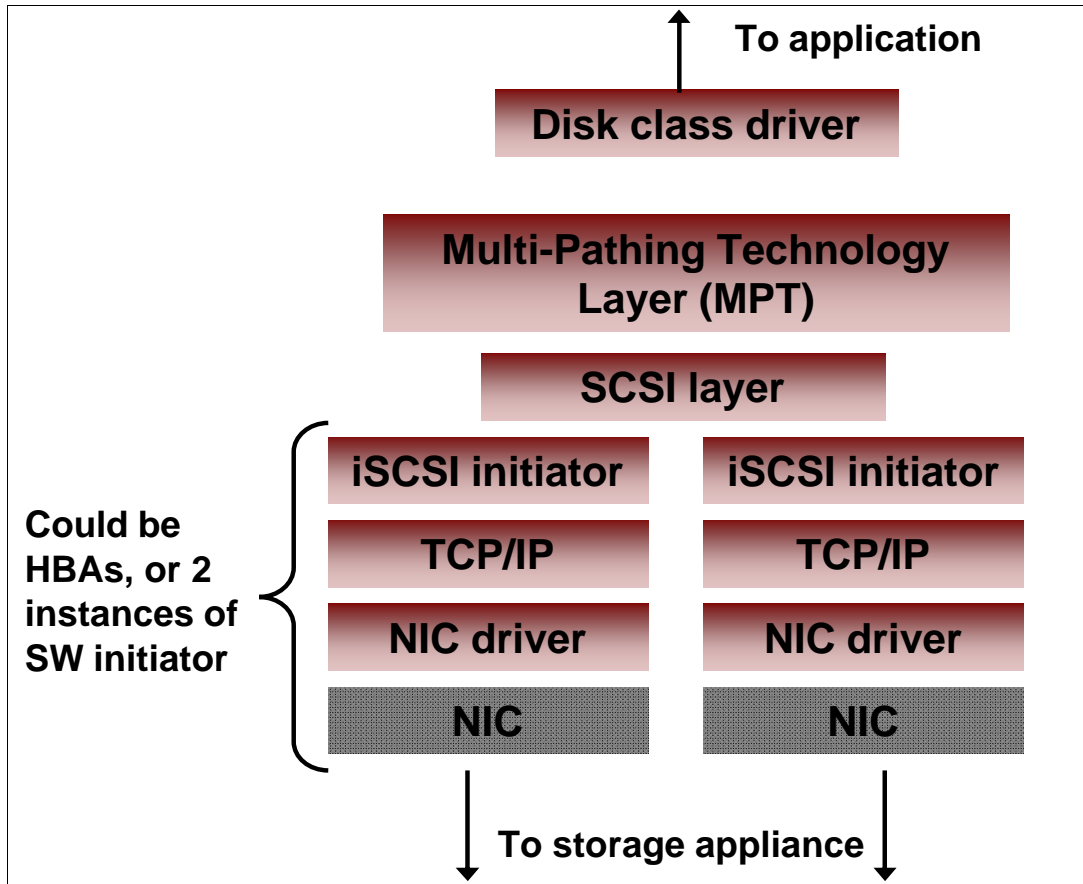 To application
Disk class driver
Multi-Pathing Technology
Layer (MPT)
SCSI layer
iSCSI initiator
iSCSI initiator
Could be
HBAs, or 2
instances of
SW initiator
TCP/IP
TCP/IP
NIC driver
NIC driver
NIC
NIC
To storage appliance